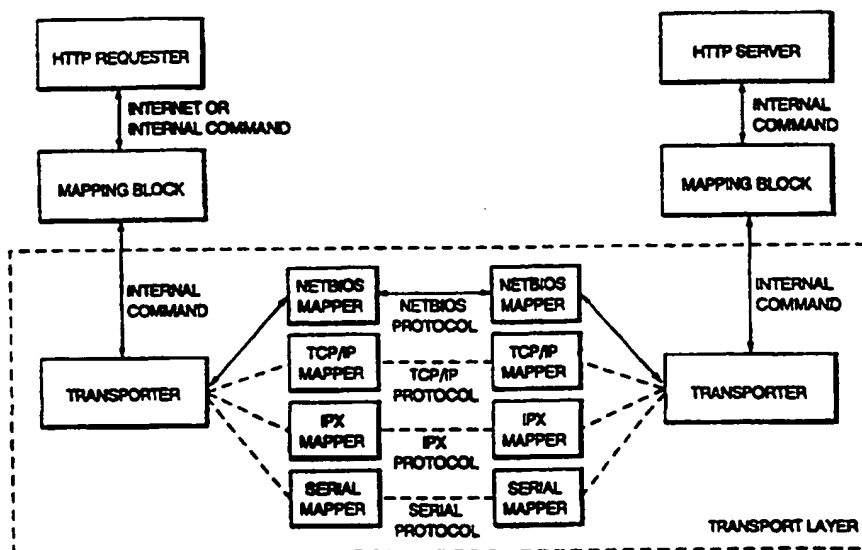 HTTP REQUESTER
HTTP SERVER
INTERNET OR
INTERNAL COMMAND
INTERNAL
COMMAND
MAPPING BLOCK
MAPPING BLOCK
INTERNAL
COMMAND
NETBIOS
MAPPER
NETBIOS
PROTOCOL
NETBIOS
MAPPER
INTERNAL
COMMAND
TRANSPORTER
TCP/IP
MAPPER
TCP/IP
PROTOCOL
TCP/IP
MAPPER
TRANSPORTER
IPX
MAPPER
IPX
PROTOCOL
IPX
MAPPER
SERIAL
MAPPER
SERIAL
PROTOCOL
SERIAL
MAPPER
TRANSPORT LAYER